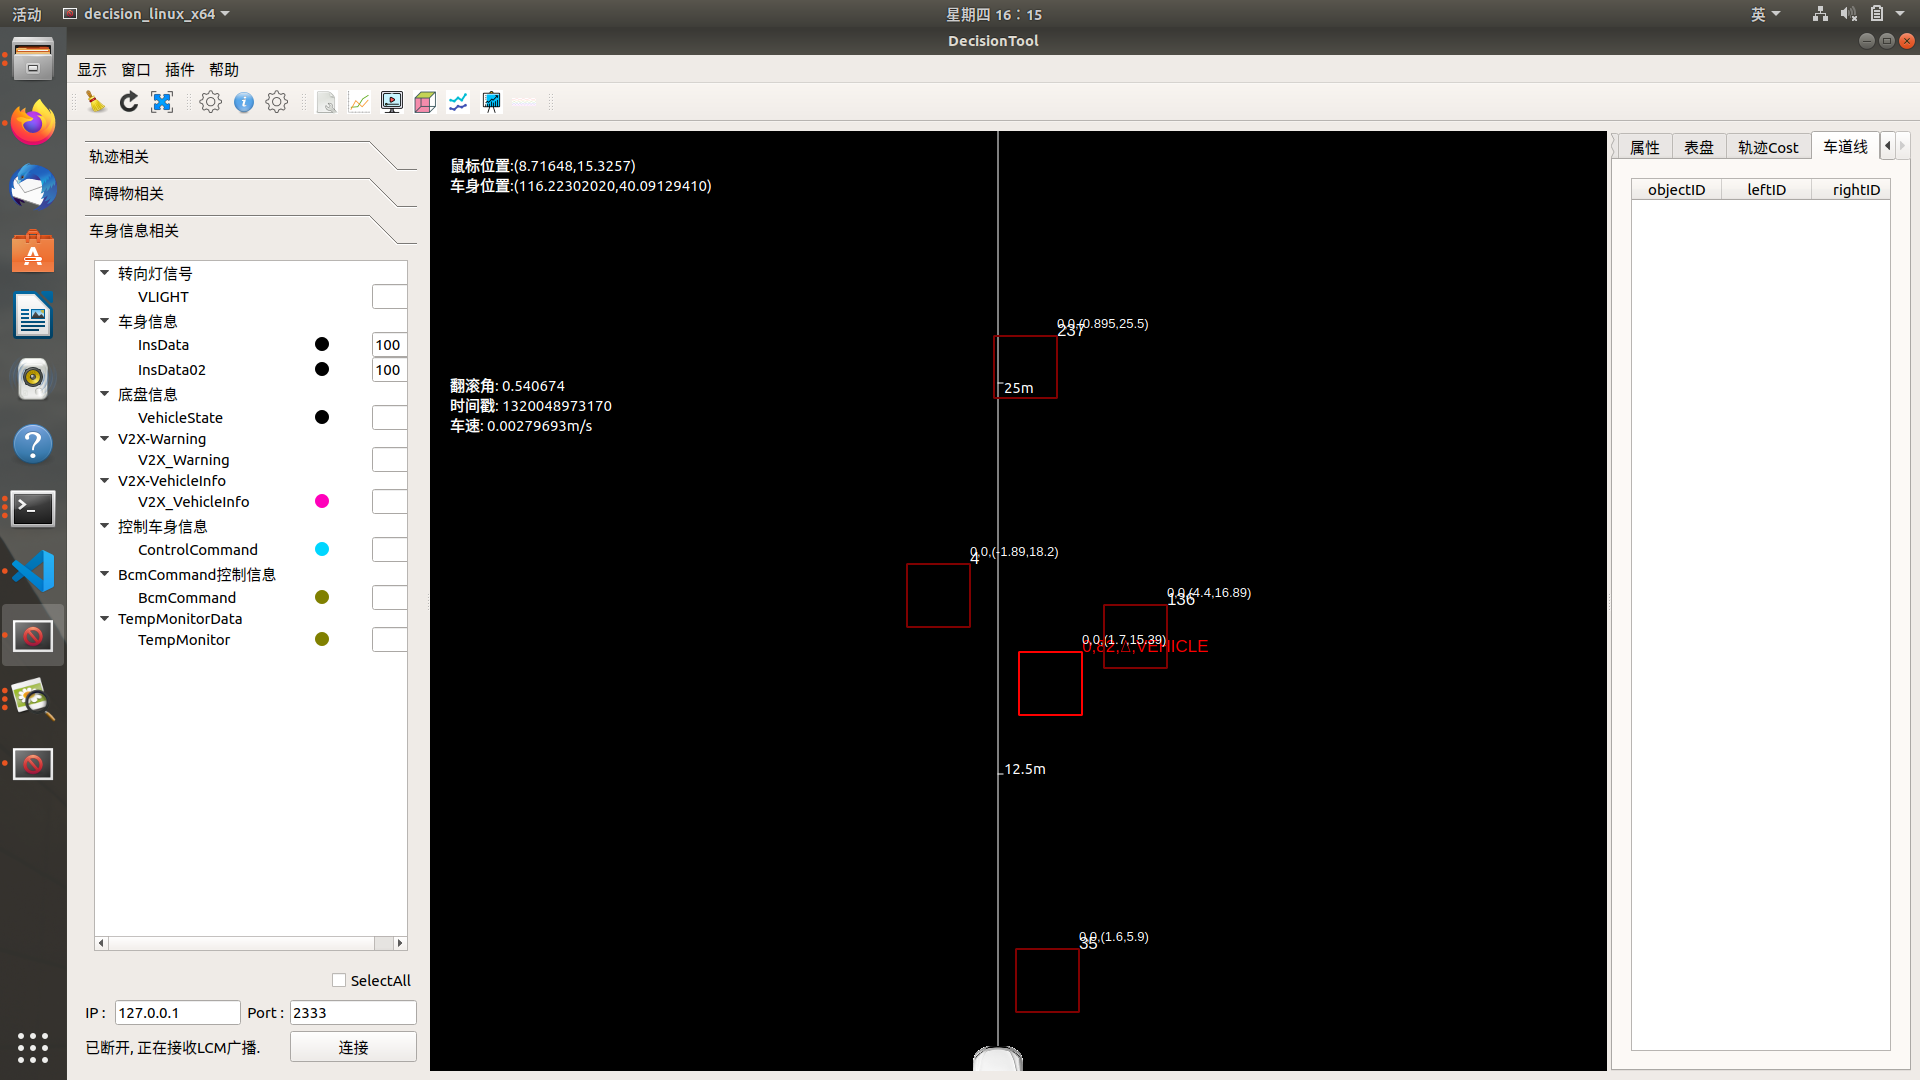 活动
decision_linux_x64
星期四 16：15
英
DecisionTool
显示 窗口 插件 帮助
轨迹相关
障碍物相关
车身信息相关
转向灯信号
VLIGHT
车身信息
InsData 100
InsData02 100
底盘信息
VehicleState
V2X-Warning
V2X_Warning
V2X-VehicleInfo
V2X_VehicleInfo
控制车身信息
ControlCommand
BcmCommand控制信息
BcmCommand
TempMonitorData
TempMonitor
SelectAll
IP : 127.0.0.1 Port : 2333
已断开, 正在接收LCM广播. 连接
鼠标位置:(8.71648,15.3257)
车身位置:(116.22302020,40.09129410)
翻滚角: 0.540674
时间戳: 1320048973170
车速: 0.00279693m/s
0,0,(0.895,25.5)
237
25m
0,0,(-1.89,18.2)
4
0,0,(4.4,16.89)
136
0,0,(1.7,15.39)
0,82,Δ,VEHICLE
12.5m
0,0,(1.6,5.9)
35
属性 表盘 轨迹Cost 车道线
objectID leftID rightID